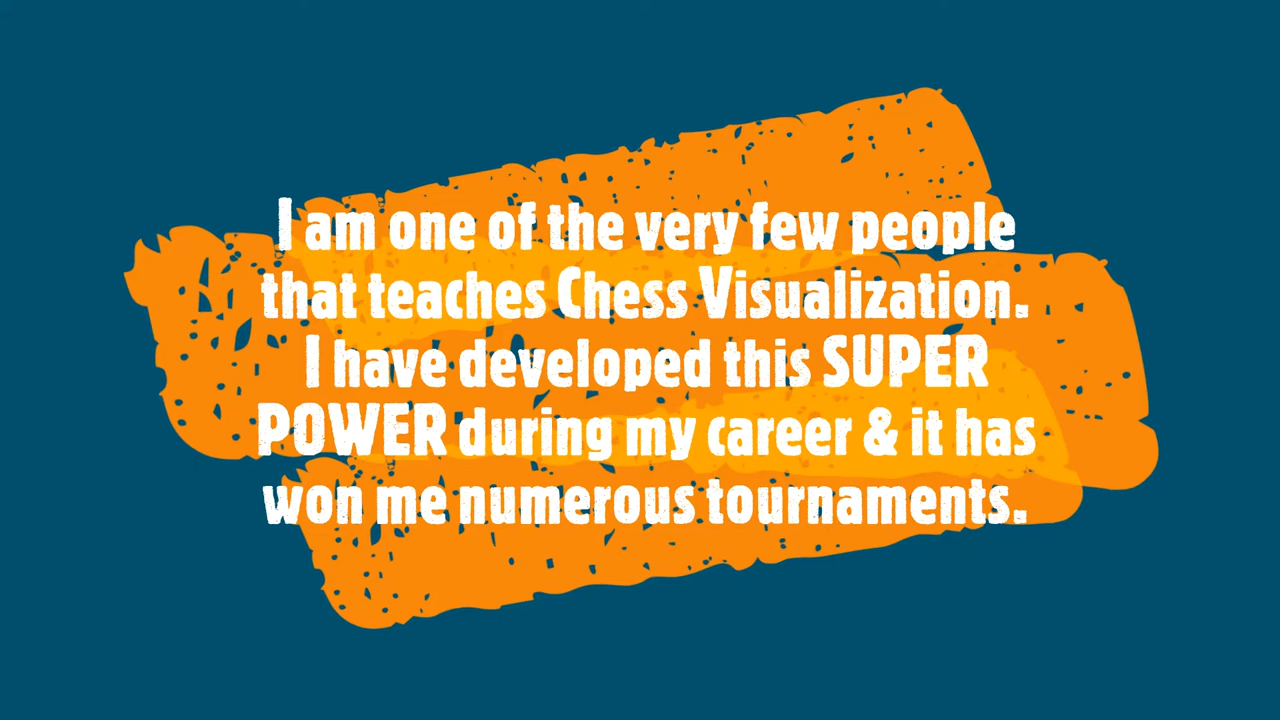 I am one of the very few people
that teaches Chess Visualization.
I have developed this SUPER
POWER during my career & it has
won me numerous tournaments.